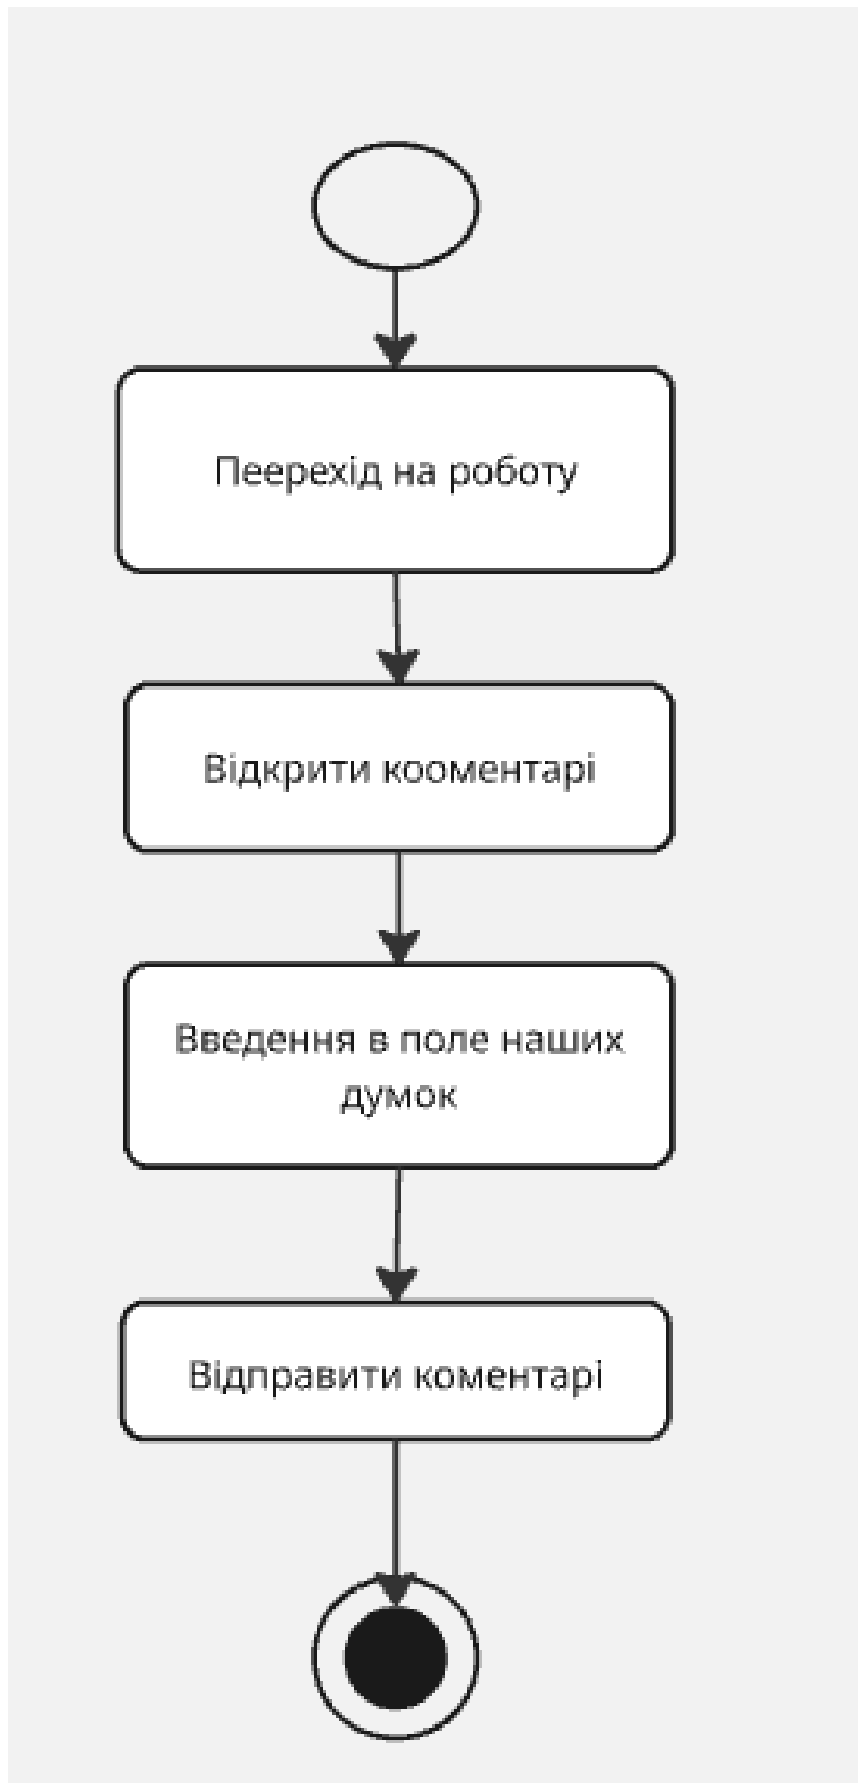 Пеерехід на роботу
Відкрити кооментарі
Введення в поле наших
думок
Відправити коментарі